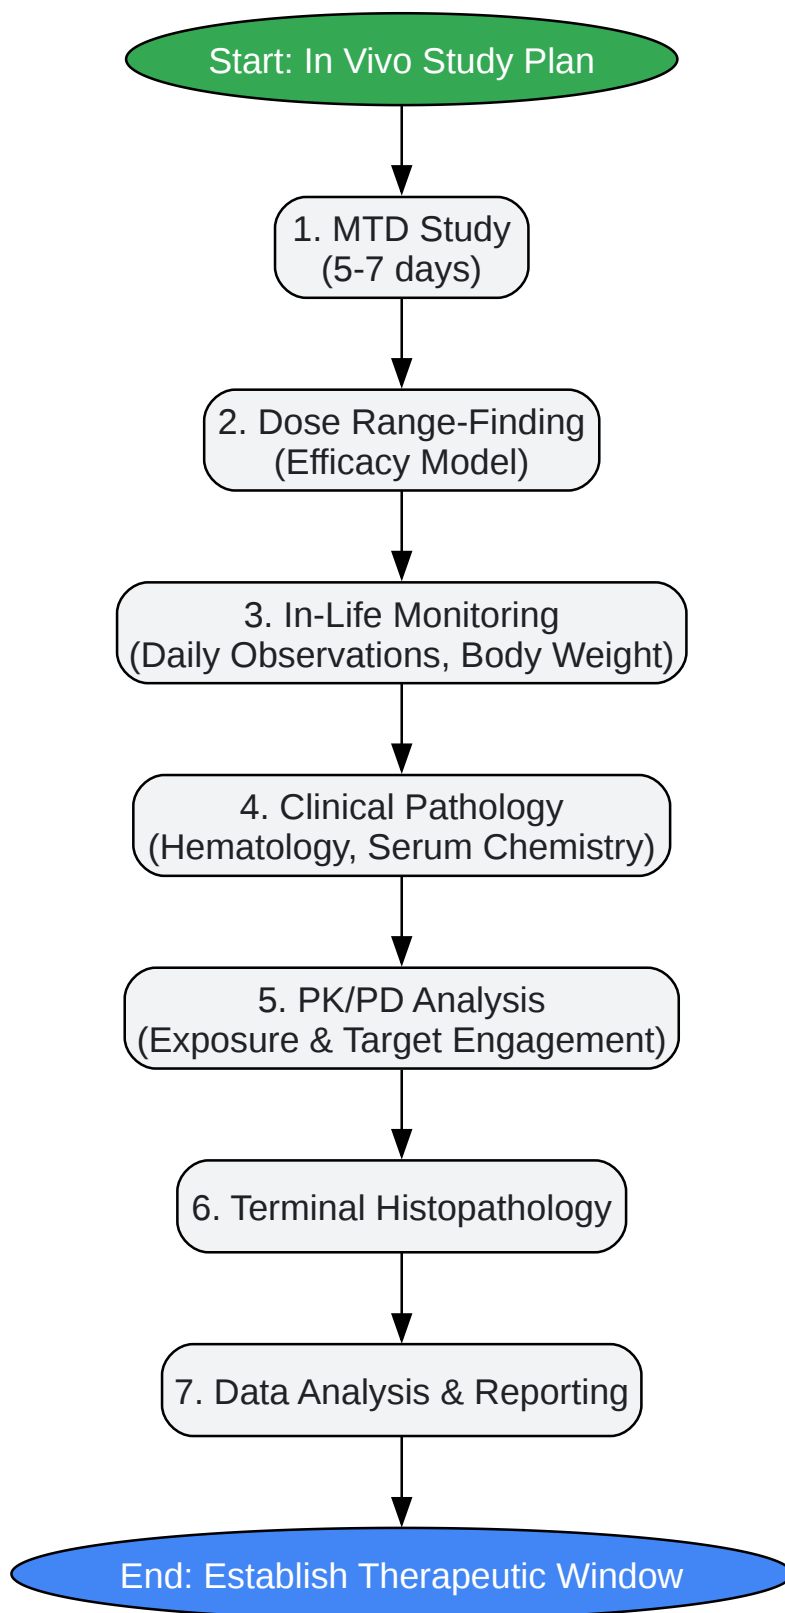 Start: In Vivo Study Plan
1. MTD Study
(5-7 days)
2. Dose Range-Finding
(Efficacy Model)
3. In-Life Monitoring
(Daily Observations, Body Weight)
4. Clinical Pathology
(Hematology, Serum Chemistry)
5. PK/PD Analysis
(Exposure & Target Engagement)
6. Terminal Histopathology
7. Data Analysis & Reporting
End: Establish Therapeutic Window